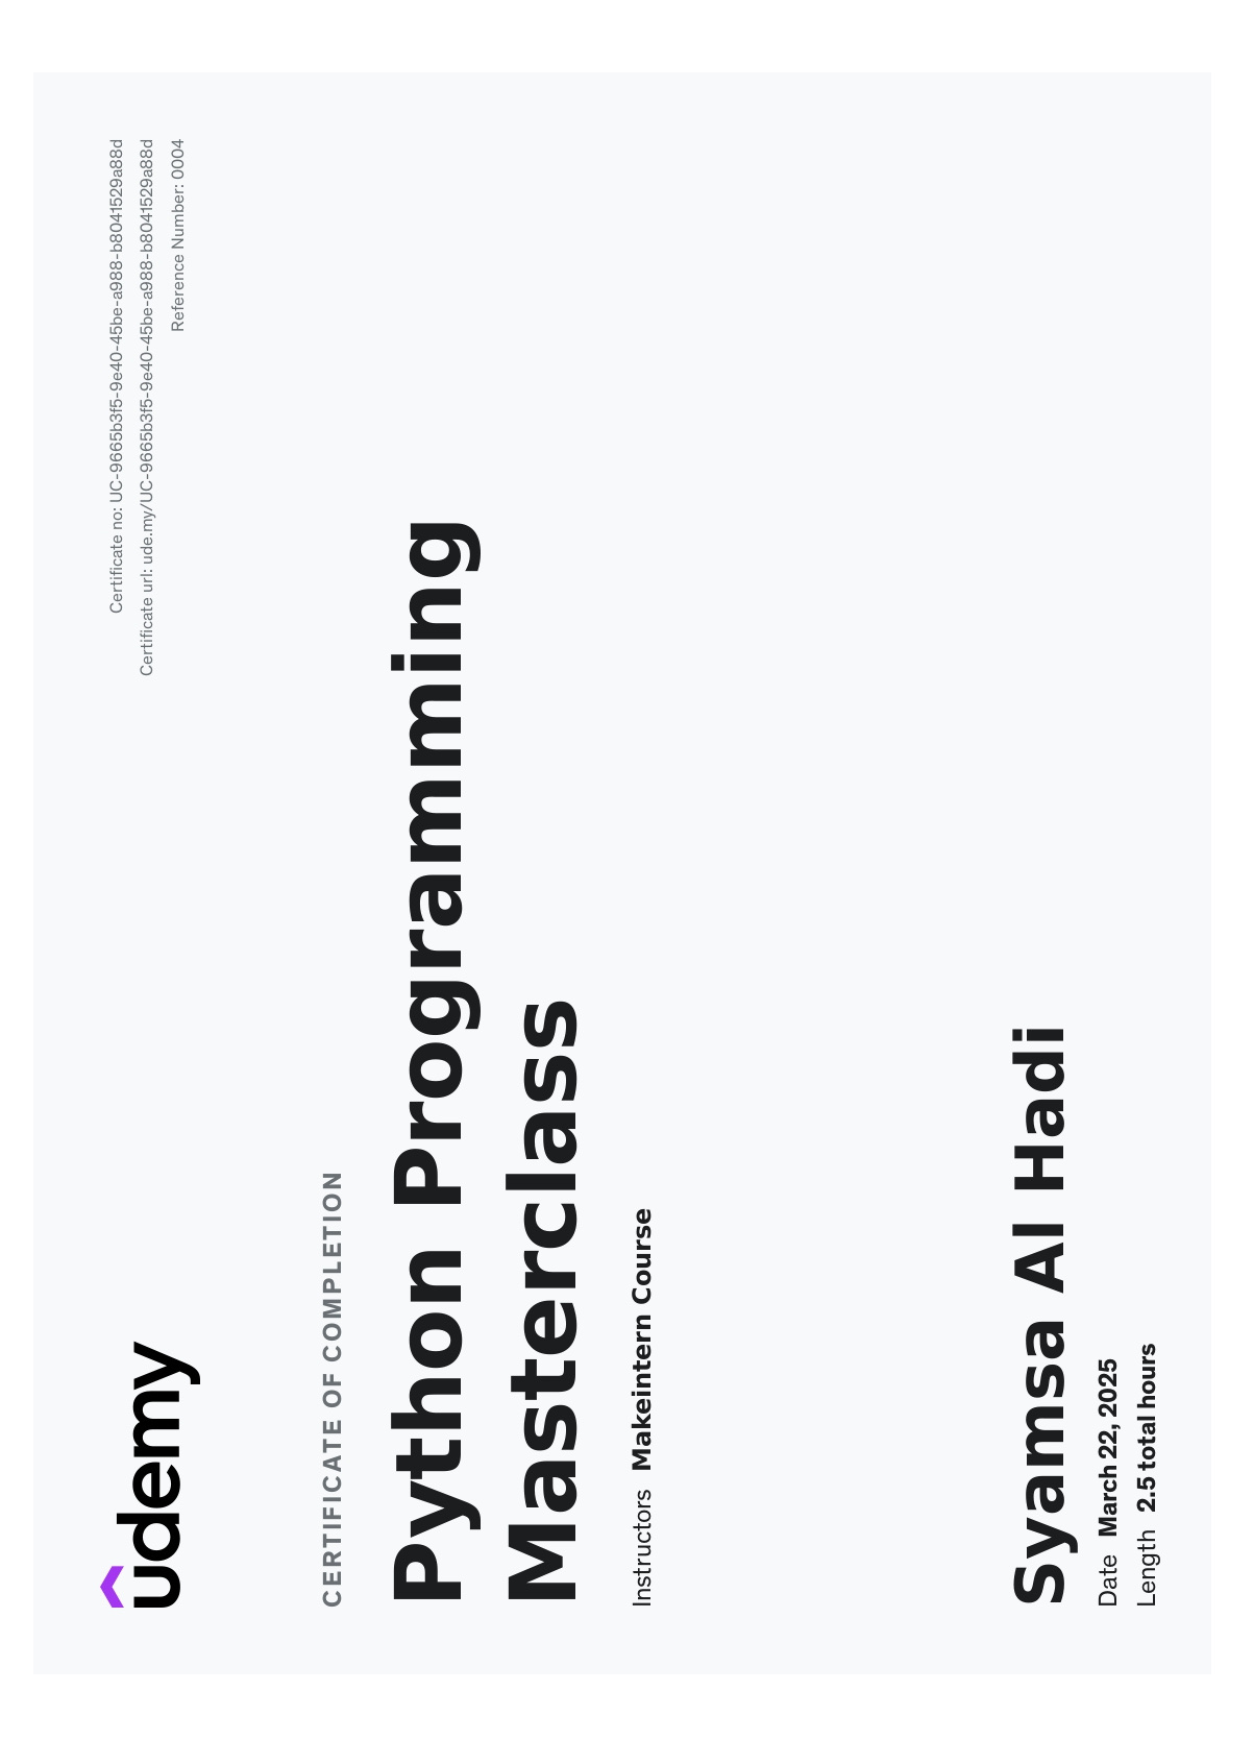 Certificate no: UC-9665b3f5-9e40-45be-a988-b8041529a88d
Certificate url: ude.my/UC-9665b3f5-9e40-45be-a988-b8041529a88d
Reference Number: 0004
udemy
CERTIFICATE OF COMPLETION
Python Programming
Masterclass
Instructors Makeintern Course
Syamsa Al Hadi
Date March 22, 2025
Length 2.5 total hours